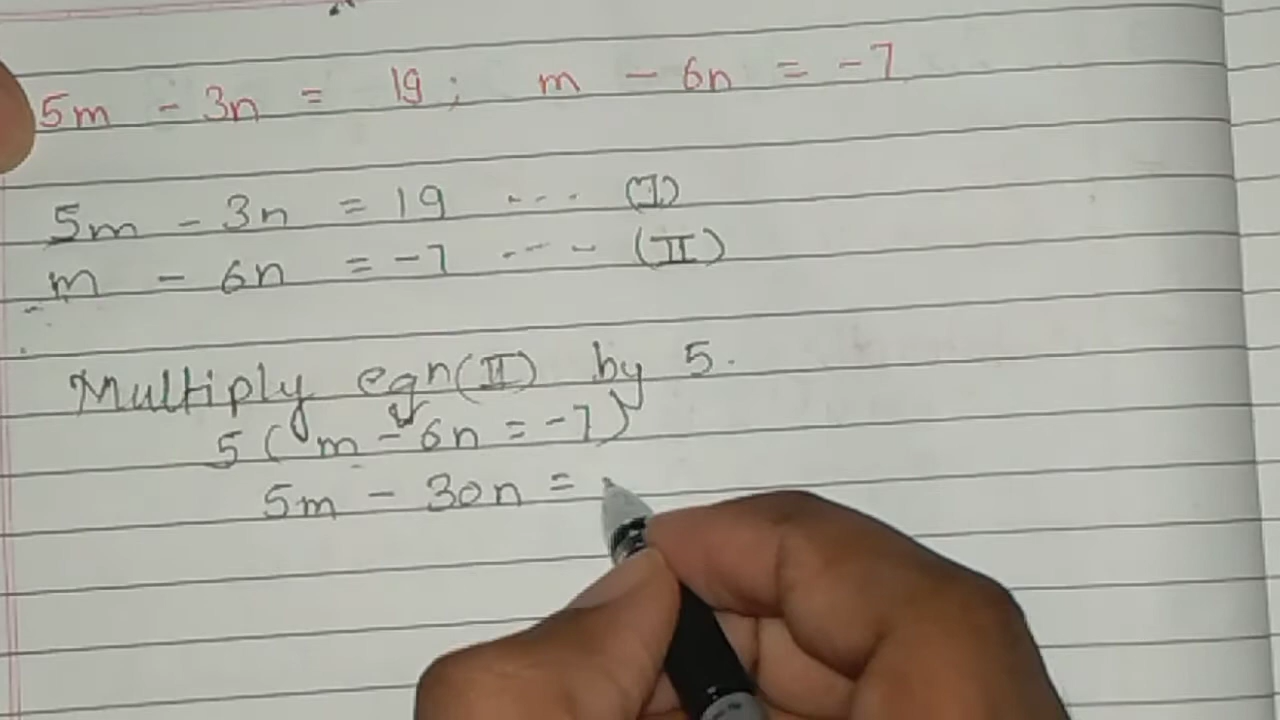 5m - 3n = 19 ; m - 6n = -7
5m - 3n = 19 --- (I)
m - 6n = -7 --- (II)
Multiply eqn(II) by 5.
5( m - 6n = -7)
5m - 30n =